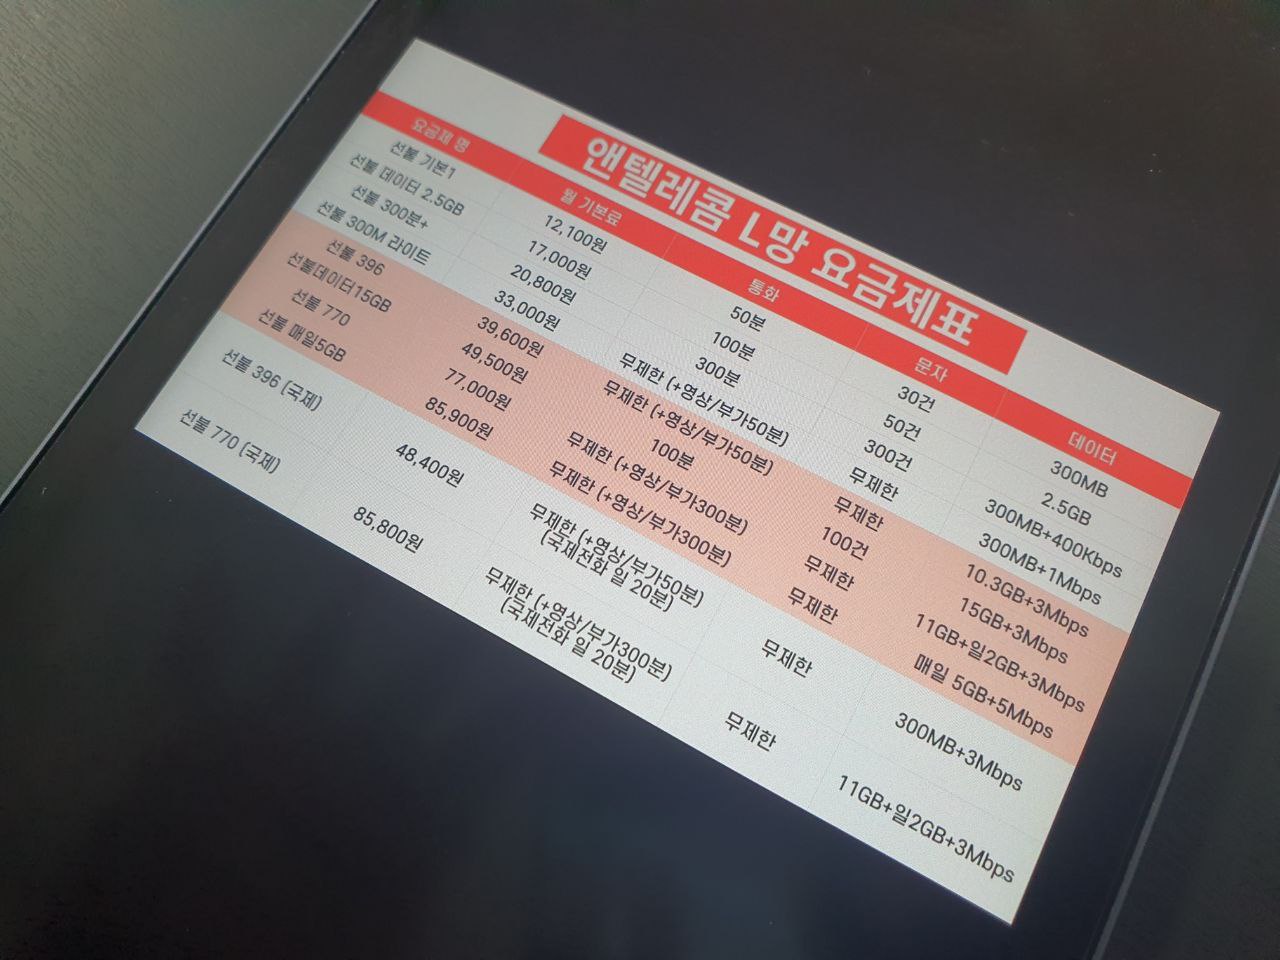 앤텔레콤 L망 요금제표
요금제 명 월 기본료 통화 문자 데이터
선불 기본1 12,100원 50분 30건 300MB
선불 데이터 2.5GB 17,000원 100분 50건 2.5GB
선불 300분+ 20,800원 300분 300건 300MB+400Kbps
선불 300M 라이트 33,000원 무제한 (+영상/부가50분) 무제한 300MB+1Mbps
선불 396 39,600원 무제한 (+영상/부가50분) 무제한 10.3GB+3Mbps
선불데이터15GB 49,500원 100분 100건 15GB+3Mbps
선불 770 77,000원 무제한 (+영상/부가300분) 무제한 11GB+일2GB+3Mbps
선불 매일5GB 85,900원 무제한 (+영상/부가300분) 무제한 매일 5GB+5Mbps
선불 396 (국제) 48,400원 무제한 (+영상/부가50분) 무제한 300MB+3Mbps
(국제전화 일 20분)
선불 770 (국제) 85,800원 무제한 (+영상/부가300분) 무제한 11GB+일2GB+3Mbps
(국제전화 일 20분)